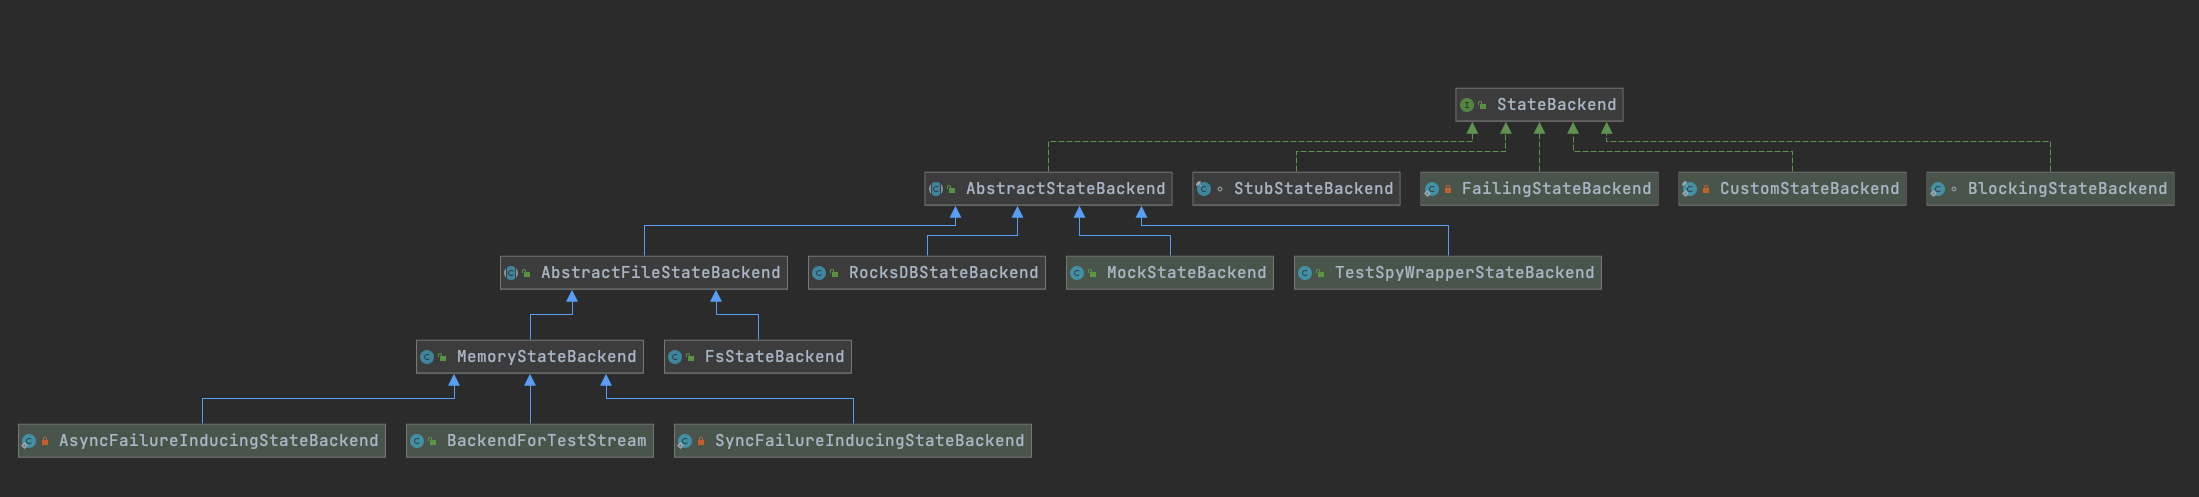 StateBackend
AbstractStateBackend
StubStateBackend
FailingStateBackend
CustomStateBackend
BlockingStateBackend
AbstractFileStateBackend
RocksDBStateBackend
MockStateBackend
TestSpyWrapperStateBackend
MemoryStateBackend
FsStateBackend
AsyncFailureInducingStateBackend
BackendForTestStream
SyncFailureInducingStateBackend